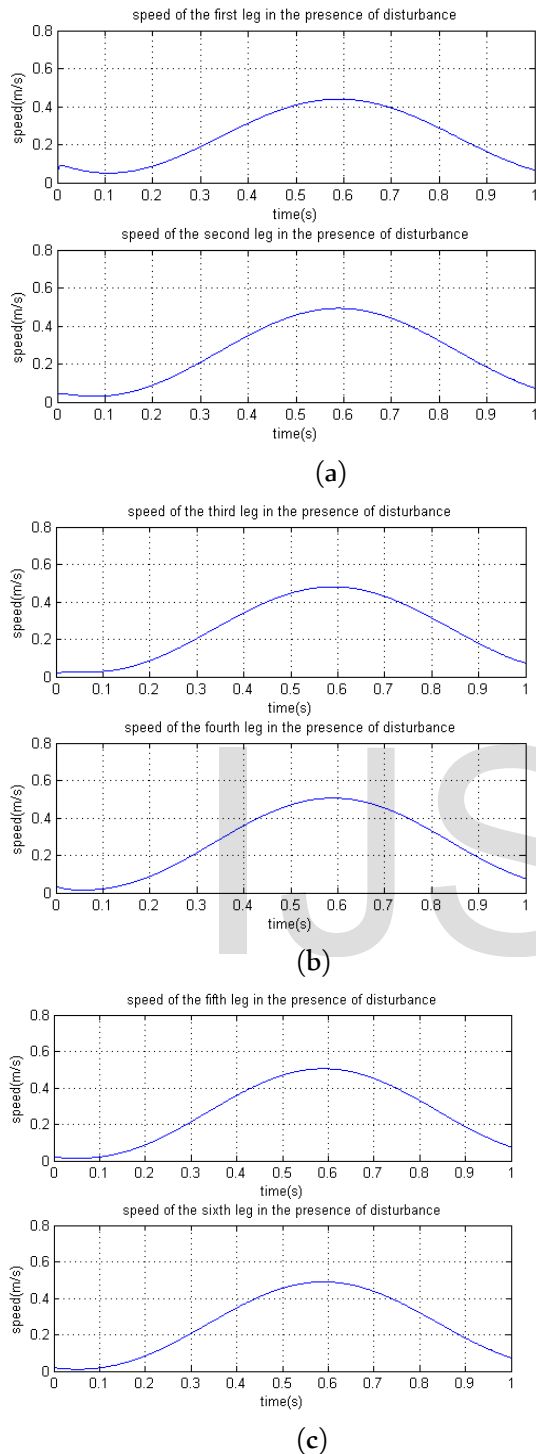 speed of the first leg in the presence of disturbance
0.8
0.6
0.4
0.2
0
speed(m/s)
0 0.1 0.2 0.3 0.4 0.5 0.6 0.7 0.8 0.9 1
time(s)
speed of the second leg in the presence of disturbance
0.8
0.6
0.4
0.2
0
speed(m/s)
0 0.1 0.2 0.3 0.4 0.5 0.6 0.7 0.8 0.9 1
time(s)
(a)
speed of the third leg in the presence of disturbance
0.8
0.6
0.4
0.2
0
speed(m/s)
0 0.1 0.2 0.3 0.4 0.5 0.6 0.7 0.8 0.9 1
time(s)
speed of the fourth leg in the presence of disturbance
0.8
0.6
0.4
0.2
0
speed(m/s)
0 0.1 0.2 0.3 0.4 0.5 0.6 0.7 0.8 0.9 1
time(s)
IJS
(b)
speed of the fifth leg in the presence of disturbance
0.8
0.6
0.4
0.2
0
speed(m/s)
0 0.1 0.2 0.3 0.4 0.5 0.6 0.7 0.8 0.9 1
time(s)
speed of the sixth leg in the presence of disturbance
0.8
0.6
0.4
0.2
0
speed(m/s)
0 0.1 0.2 0.3 0.4 0.5 0.6 0.7 0.8 0.9 1
time(s)
(c)